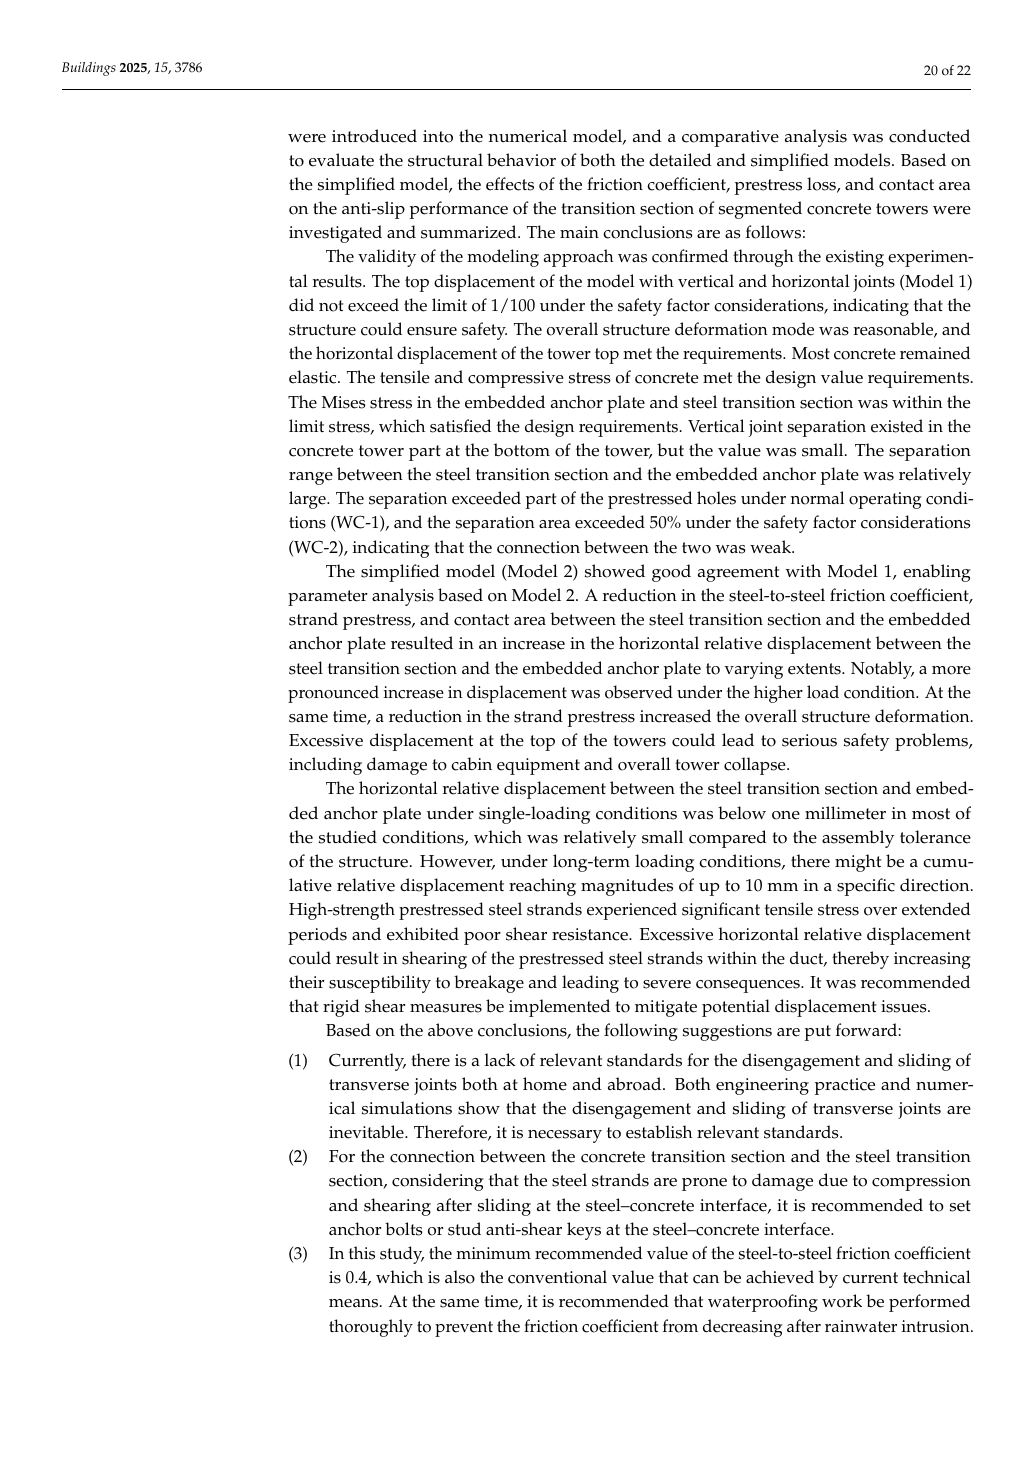 Buildings 2025, 15, 3786
20 of 22
were introduced into the numerical model, and a comparative analysis was conducted
to evaluate the structural behavior of both the detailed and simplified models. Based on
the simplified model, the effects of the friction coefficient, prestress loss, and contact area
on the anti-slip performance of the transition section of segmented concrete towers were
investigated and summarized. The main conclusions are as follows:
The validity of the modeling approach was confirmed through the existing experimen-
tal results. The top displacement of the model with vertical and horizontal joints (Model 1)
did not exceed the limit of 1/100 under the safety factor considerations, indicating that the
structure could ensure safety. The overall structure deformation mode was reasonable, and
the horizontal displacement of the tower top met the requirements. Most concrete remained
elastic. The tensile and compressive stress of concrete met the design value requirements.
The Mises stress in the embedded anchor plate and steel transition section was within the
limit stress, which satisfied the design requirements. Vertical joint separation existed in the
concrete tower part at the bottom of the tower, but the value was small. The separation
range between the steel transition section and the embedded anchor plate was relatively
large. The separation exceeded part of the prestressed holes under normal operating condi-
tions (WC-1), and the separation area exceeded 50% under the safety factor considerations
(WC-2), indicating that the connection between the two was weak.
The simplified model (Model 2) showed good agreement with Model 1, enabling
parameter analysis based on Model 2. A reduction in the steel-to-steel friction coefficient,
strand prestress, and contact area between the steel transition section and the embedded
anchor plate resulted in an increase in the horizontal relative displacement between the
steel transition section and the embedded anchor plate to varying extents. Notably, a more
pronounced increase in displacement was observed under the higher load condition. At the
same time, a reduction in the strand prestress increased the overall structure deformation.
Excessive displacement at the top of the towers could lead to serious safety problems,
including damage to cabin equipment and overall tower collapse.
The horizontal relative displacement between the steel transition section and embed-
ded anchor plate under single-loading conditions was below one millimeter in most of
the studied conditions, which was relatively small compared to the assembly tolerance
of the structure. However, under long-term loading conditions, there might be a cumu-
lative relative displacement reaching magnitudes of up to 10 mm in a specific direction.
High-strength prestressed steel strands experienced significant tensile stress over extended
periods and exhibited poor shear resistance. Excessive horizontal relative displacement
could result in shearing of the prestressed steel strands within the duct, thereby increasing
their susceptibility to breakage and leading to severe consequences. It was recommended
that rigid shear measures be implemented to mitigate potential displacement issues.
Based on the above conclusions, the following suggestions are put forward:
(1) Currently, there is a lack of relevant standards for the disengagement and sliding of
transverse joints both at home and abroad. Both engineering practice and numer-
ical simulations show that the disengagement and sliding of transverse joints are
inevitable. Therefore, it is necessary to establish relevant standards.
(2) For the connection between the concrete transition section and the steel transition
section, considering that the steel strands are prone to damage due to compression
and shearing after sliding at the steel–concrete interface, it is recommended to set
anchor bolts or stud anti-shear keys at the steel–concrete interface.
(3) In this study, the minimum recommended value of the steel-to-steel friction coefficient
is 0.4, which is also the conventional value that can be achieved by current technical
means. At the same time, it is recommended that waterproofing work be performed
thoroughly to prevent the friction coefficient from decreasing after rainwater intrusion.